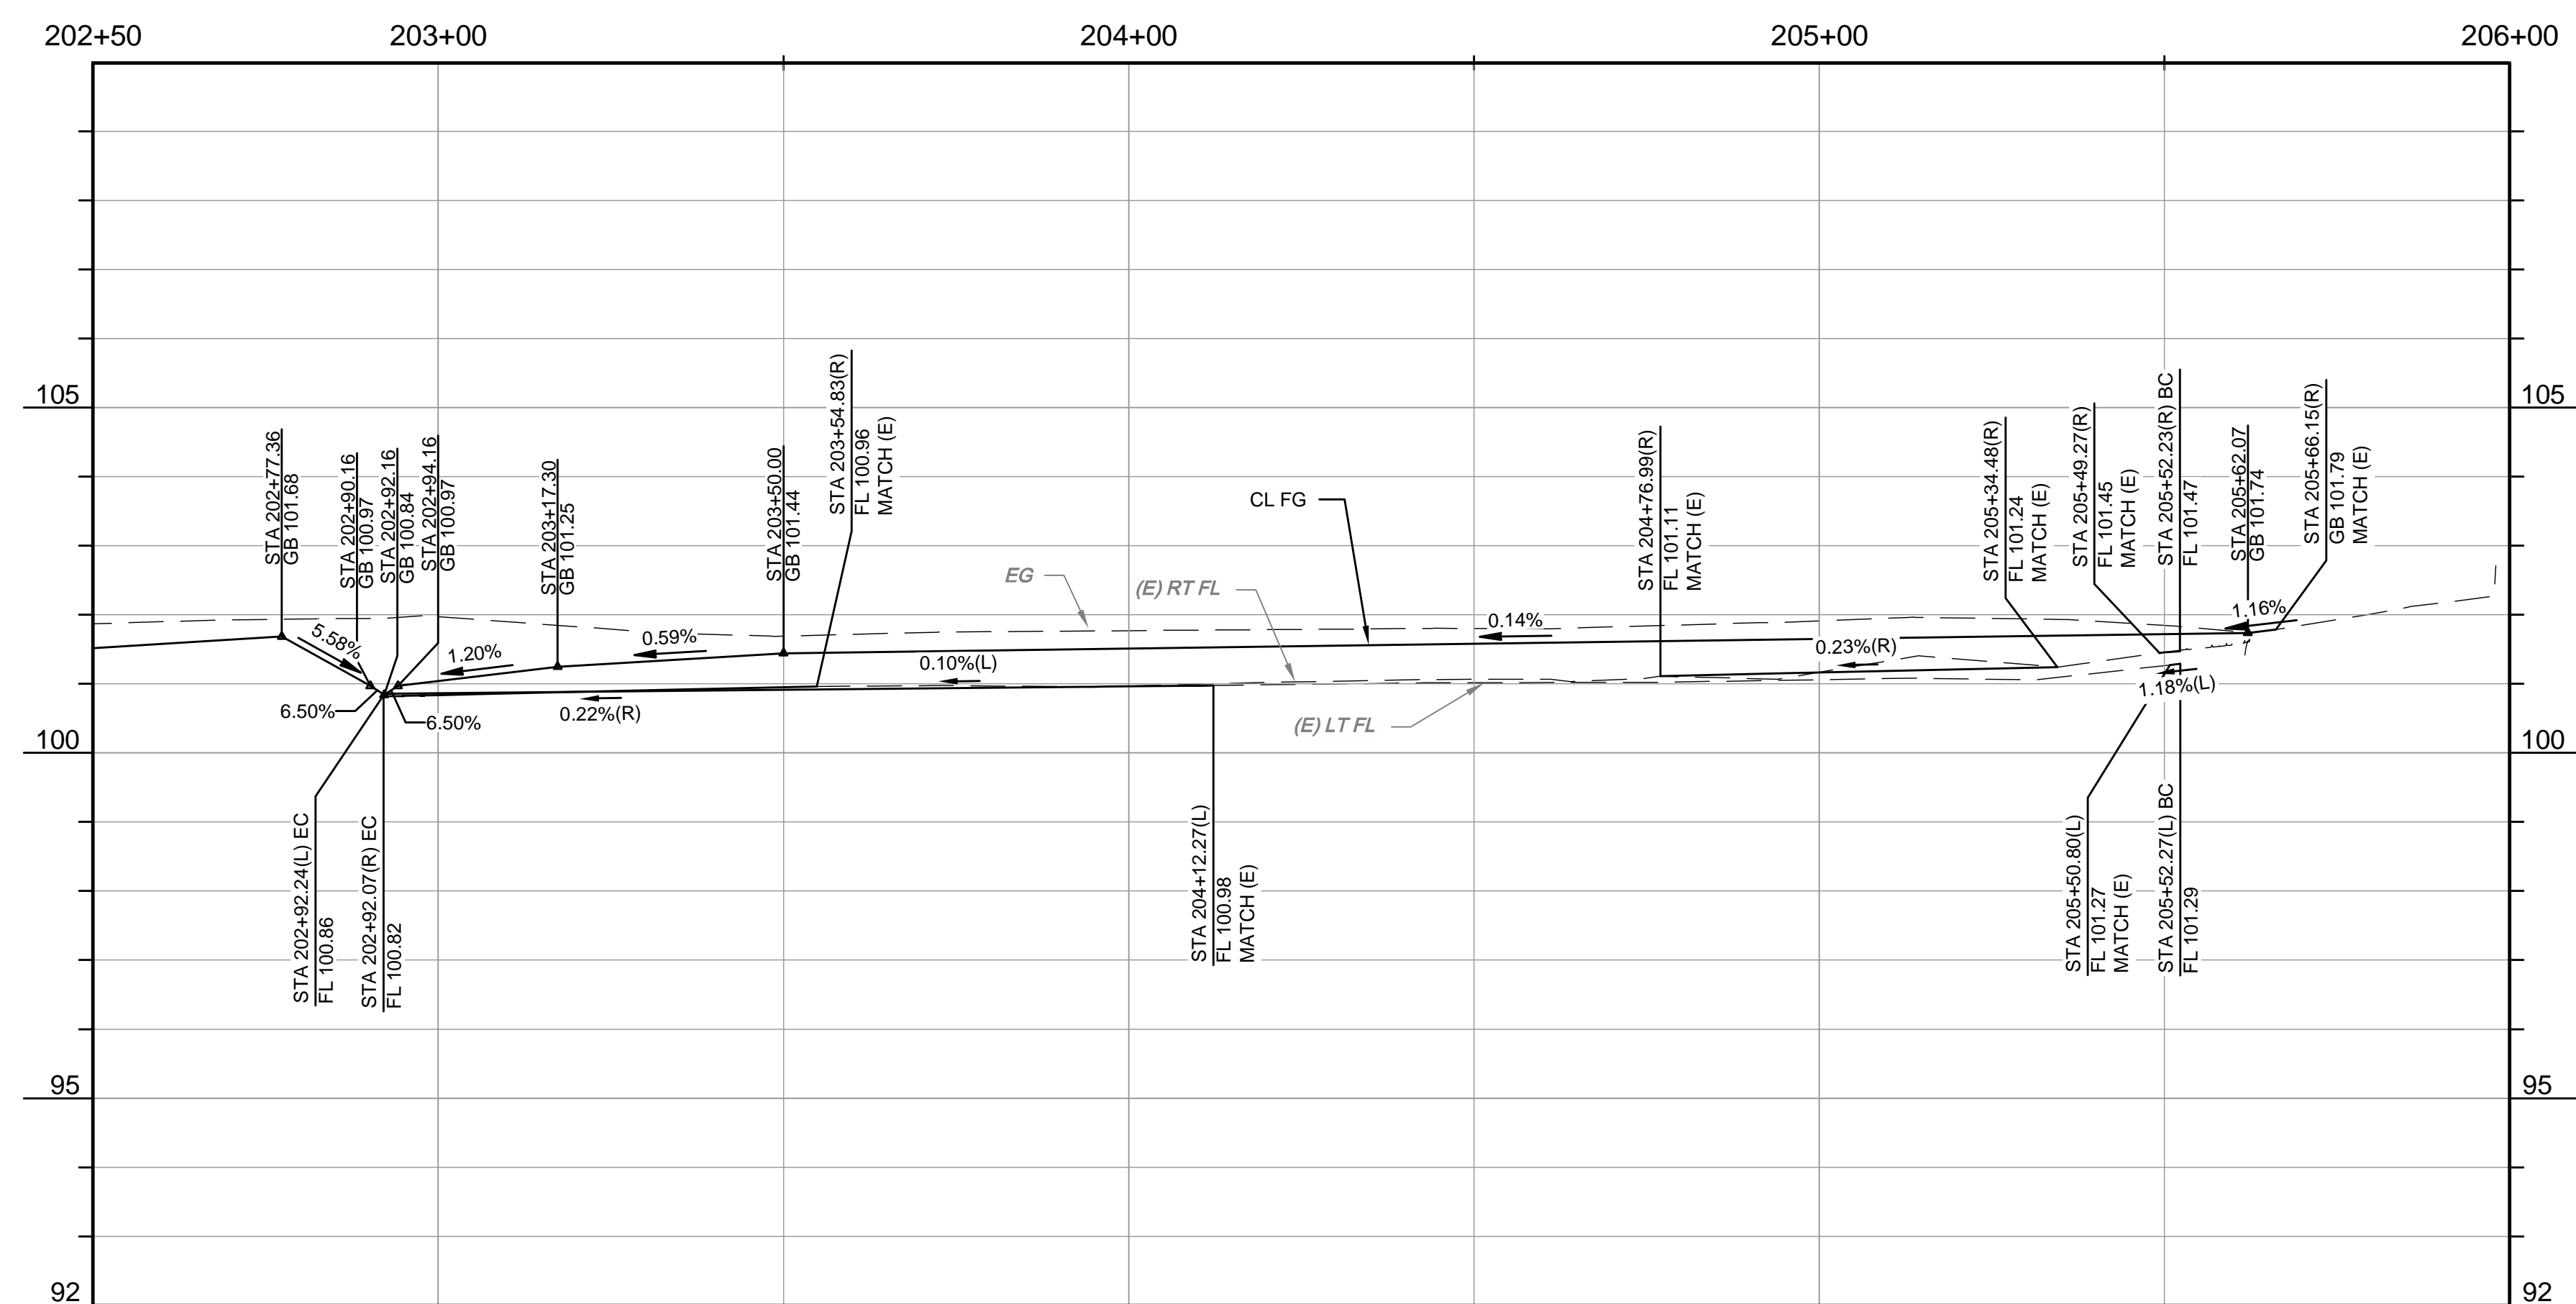 202+50
203+00
204+00
205+00
206+00
105
105
100
100
95
95
92
92
STA 202+77.36
GB 101.68
STA 202+90.16
GB 100.97
STA 202+92.16
GB 100.84
STA 202+94.16
GB 100.97
STA 203+17.30
GB 101.25
STA 203+50.00
GB 101.44
STA 203+54.83(R)
FL 100.96
MATCH (E)
CL FG
EG
(E) RT FL
(E) LT FL
STA 204+76.99(R)
FL 101.11
MATCH (E)
STA 205+34.48(R)
FL 101.24
MATCH (E)
STA 205+49.27(R)
FL 101.45
MATCH (E)
STA 205+52.23(R) BC
FL 101.47
STA 205+62.07
GB 101.74
STA 205+66.15(R)
GB 101.79
MATCH (E)
5.58%
1.20%
0.59%
0.10%(L)
0.14%
0.23%(R)
1.16%
6.50%
6.50%
0.22%(R)
1.18%(L)
STA 202+92.24(L) EC
FL 100.86
STA 202+92.07(R) EC
FL 100.82
STA 204+12.27(L)
FL 100.98
MATCH (E)
STA 205+50.80(L)
FL 101.27
MATCH (E)
STA 205+52.27(L) BC
FL 101.29